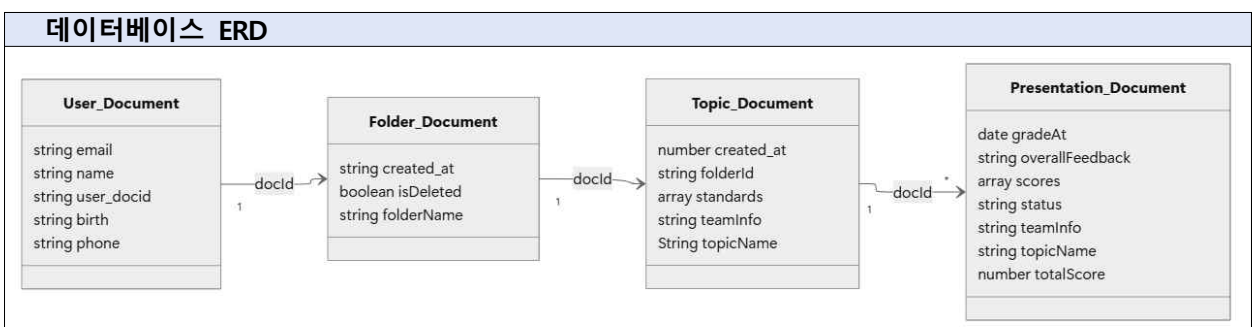 데이터베이스 ERD
User_Document
string email
string name
string user_docid
string birth
string phone
docId
1
Folder_Document
string created_at
boolean isDeleted
string folderName
docId
1
Topic_Document
number created_at
string folderId
array standards
string teamInfo
String topicName
docId
1
*
Presentation_Document
date gradeAt
string overallFeedback
array scores
string status
string teamInfo
string topicName
number totalScore